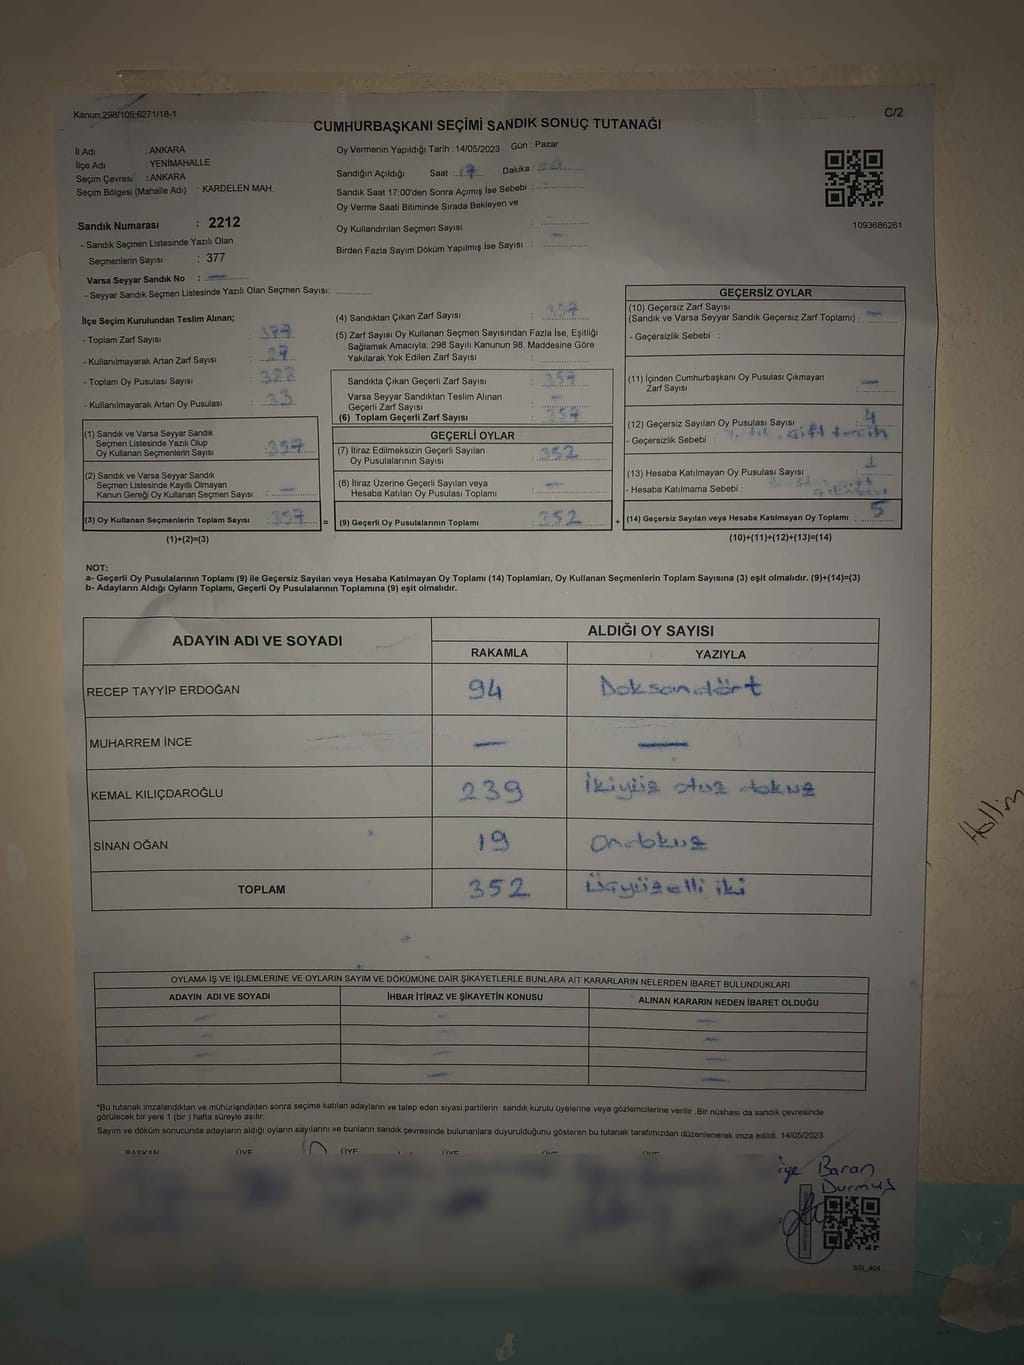 Kanun;298/105;6271/18-1
C/2
CUMHURBAŞKANI SEÇİMİ SANDIK SONUÇ TUTANAĞI
İl Adı : ANKARA
İlçe Adı : YENİMAHALLE
Seçim Çevresi : ANKARA
Seçim Bölgesi (Mahalle Adı) : KARDELEN MAH.
Sandık Numarası : 2212
- Sandık Seçmen Listesinde Yazılı Olan
Seçmenlerin Sayısı : 377
Varsa Seyyar Sandık No :
- Seyyar Sandık Seçmen Listesinde Yazılı Olan Seçmen Sayısı:
Oy Vermenin Yapıldığı Tarih :14/05/2023 Gün : Pazar
Sandığın Açıldığı Saat : 17 Dakika :
Sandık Saat 17:00'den Sonra Açımış İse Sebebi :
Oy Verme Saati Bitiminde Sırada Bekleyen ve
Oy Kullandırılan Seçmen Sayısı :
Birden Fazla Sayım Döküm Yapılmış İse Sayısı :
1093686261
İlçe Seçim Kurulundan Teslim Alınan;
- Toplam Zarf Sayısı :
- Kullanılmayarak Artan Zarf Sayısı : 27
- Toplam Oy Pusulası Sayısı :
- Kullanılmayarak Artan Oy Pusulası : 33
(1) Sandık ve Varsa Seyyar Sandık
Seçmen Listesinde Yazılı Olup
Oy Kullanan Seçmenlerin Sayısı : 357
(2) Sandık ve Varsa Seyyar Sandık
Seçmen Listesinde Kayıtlı Olmayan
Kanun Gereği Oy Kullanan Seçmen Sayısı : —
(3) Oy Kullanan Seçmenlerin Toplam Sayısı : 357 =
(1)+(2)=(3)
(4) Sandıktan Çıkan Zarf Sayısı : 357
(5) Zarf Sayısı Oy Kullanan Seçmen Sayısından Fazla İse, Eşitliği
Sağlamak Amacıyla; 298 Sayılı Kanunun 98. Maddesine Göre
Yakılarak Yok Edilen Zarf Sayısı :
Sandıkta Çıkan Geçerli Zarf Sayısı : 357
Varsa Seyyar Sandıktan Teslim Alınan
Geçerli Zarf Sayısı : —
(6) Toplam Geçerli Zarf Sayısı : 357
GEÇERLİ OYLAR
(7) İtiraz Edilmeksizin Geçerli Sayılan
Oy Pusulalarının Sayısı : 352
(8) İtiraz Üzerine Geçerli Sayılan veya
Hesaba Katılan Oy Pusulası Toplamı : —
(9) Geçerli Oy Pusulalarının Toplamı : 352 +
GEÇERSİZ OYLAR
(10) Geçersiz Zarf Sayısı
(Sandık ve Varsa Seyyar Sandık Geçersiz Zarf Toplamı) :
- Geçersizlik Sebebi :
(11) İçinden Cumhurbaşkanı Oy Pusulası Çıkmayan
Zarf Sayısı : —
(12) Geçersiz Sayılan Oy Pusulası Sayısı : 4
- Geçersizlik Sebebi : çift tercih
(13) Hesaba Katılmayan Oy Pusulası Sayısı : 1
- Hesaba Katılmama Sebebi :
(14) Geçersiz Sayılan veya Hesaba Katılmayan Oy Toplamı : 5
(10)+(11)+(12)+(13)=(14)
NOT:
a- Geçerli Oy Pusulalarının Toplamı (9) ile Geçersiz Sayılan veya Hesaba Katılmayan Oy Toplamı (14) Toplamları, Oy Kullanan Seçmenlerin Toplam Sayısına (3) eşit olmalıdır. (9)+(14)=(3)
b- Adayların Aldığı Oyların Toplamı, Geçerli Oy Pusulalarının Toplamına (9) eşit olmalıdır.
ADAYIN ADI VE SOYADI
ALDIĞI OY SAYISI
RAKAMLA YAZIYLA
RECEP TAYYİP ERDOĞAN 94 Doksandört
MUHARREM İNCE — —
KEMAL KILIÇDAROĞLU 239 İkiyüz otuz dokuz
SİNAN OĞAN 19 Ondokuz
TOPLAM 352 Üçyüzelli iki
Hallin
OYLAMA İŞ VE İŞLEMLERİNE VE OYLARIN SAYIM VE DÖKÜMÜNE DAİR ŞİKAYETLERLE BUNLARA AİT KARARLARIN NELERDEN İBARET BULUNDUKLARI
ADAYIN ADI VE SOYADI İHBAR İTİRAZ VE ŞİKAYETİN KONUSU ALINAN KARARIN NEDEN İBARET OLDUĞU
*Bu tutanak imzalandıktan ve mühürlendikten sonra seçime katılan adayların ve talep eden siyasi partilerin sandık kurulu üyelerine veya gözlemcilerine verilir. Bir nüshası da sandık çevresinde
görülecek bir yere 1 (bir) hafta süreyle asılır.
Sayım ve döküm sonucunda adayların aldığı oyların sayılarını ve bunların sandık çevresinde bulunanlara duyurulduğunu gösteren bu tutanak tarafımızdan düzenlenerek imza edildi. 14/05/2023
BAŞKAN ÜYE ÜYE ÜYE ÜYE ÜYE
Baran
Durmuş
SSI_404